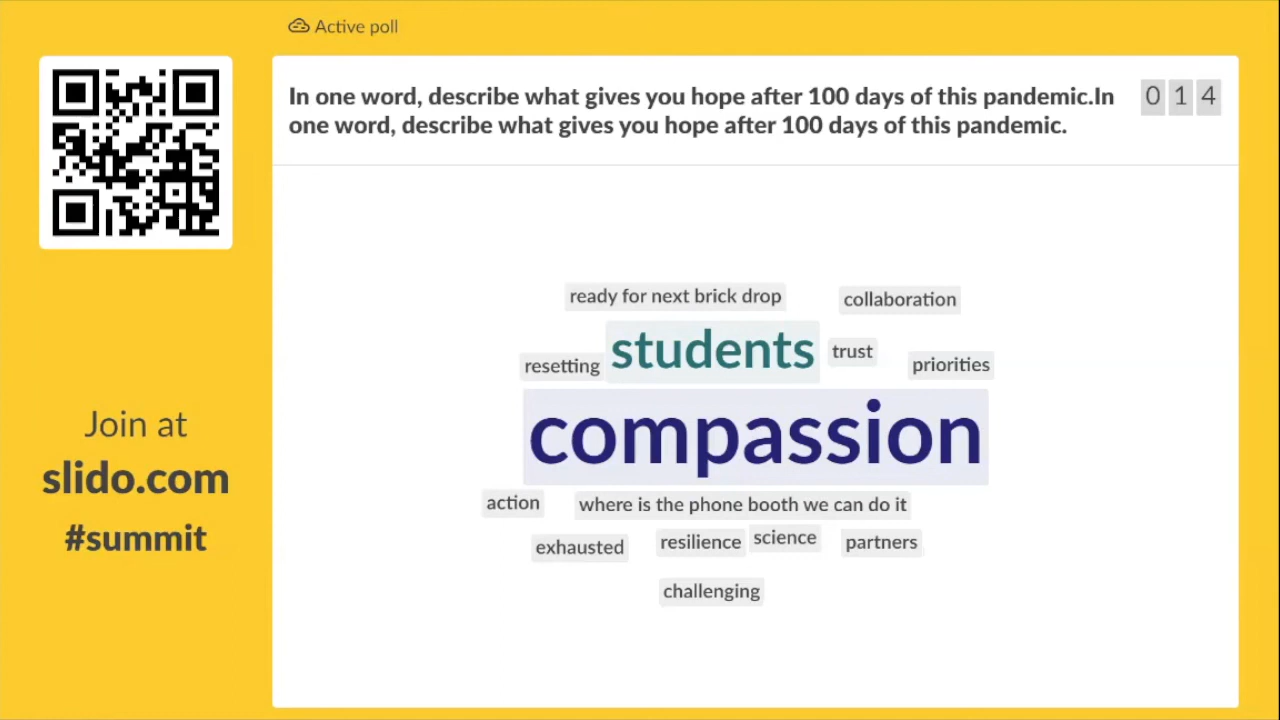 Active poll
In one word, describe what gives you hope after 100 days of this pandemic.In
one word, describe what gives you hope after 100 days of this pandemic.
0 1 4
ready for next brick drop
collaboration
students
trust
resetting
priorities
compassion
action
where is the phone booth we can do it
exhausted
resilience
science
partners
challenging
Join at
slido.com
#summit